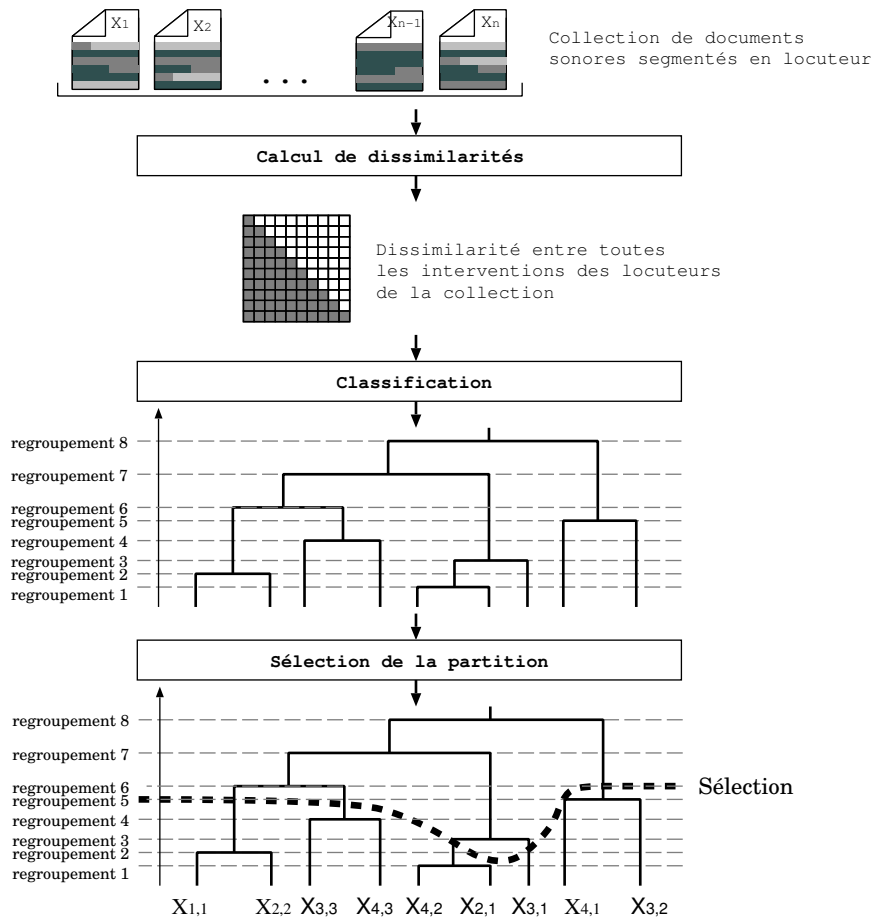 X1 X2 Xn-1 Xn
. . .
Collection de documents
sonores segmentés en locuteur
Calcul de dissimilarités
Dissimilarité entre toutes
les interventions des locuteurs
de la collection
Classification
regroupement 8
regroupement 7
regroupement 6
regroupement 5
regroupement 4
regroupement 3
regroupement 2
regroupement 1
Sélection de la partition
regroupement 8
regroupement 7
regroupement 6
Sélection
regroupement 5
regroupement 4
regroupement 3
regroupement 2
regroupement 1
X1,1 X2,2 X3,3 X4,3 X4,2 X2,1 X3,1 X4,1 X3,2